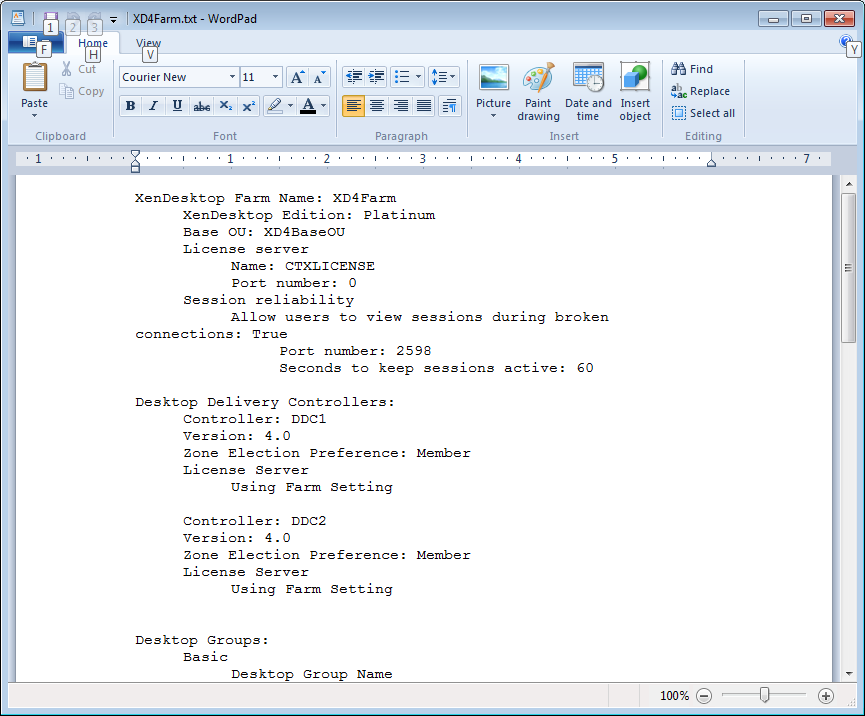 XD4Farm.txt - WordPad
1 2 3
F Home H View V Y
Paste
Cut
Copy
Clipboard
Courier New 11 A A
B I U abc X₂ X² A
Font
Paragraph
Picture
Paint drawing
Date and time
Insert object
Insert
Find
Replace
Select all
Editing
1 1 2 3 4 5 7
XenDesktop Farm Name: XD4Farm
XenDesktop Edition: Platinum
Base OU: XD4BaseOU
License server
Name: CTXLICENSE
Port number: 0
Session reliability
Allow users to view sessions during broken
connections: True
Port number: 2598
Seconds to keep sessions active: 60
Desktop Delivery Controllers:
Controller: DDC1
Version: 4.0
Zone Election Preference: Member
License Server
Using Farm Setting
Controller: DDC2
Version: 4.0
Zone Election Preference: Member
License Server
Using Farm Setting
Desktop Groups:
Basic
Desktop Group Name
100%